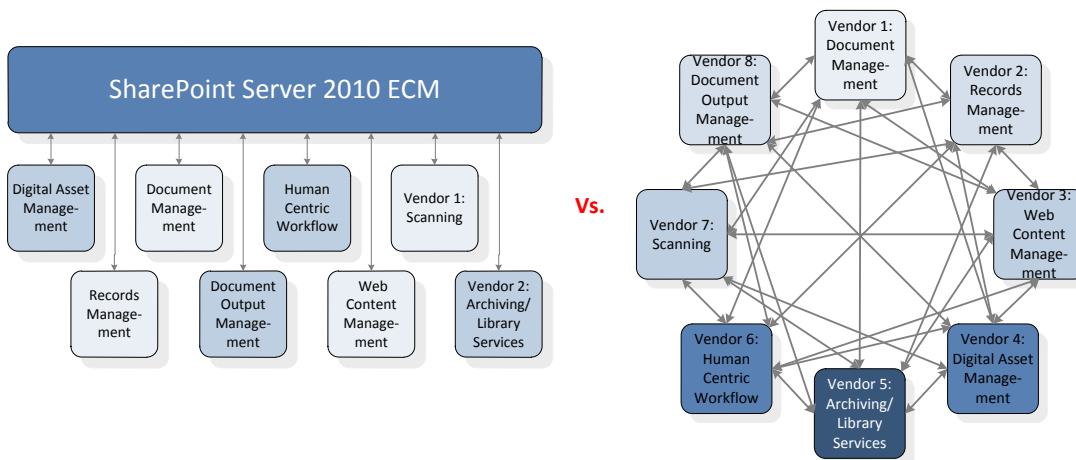 SharePoint Server 2010 ECM
Digital Asset
Manage-
ment
Document
Manage-
ment
Human
Centric
Workflow
Vendor 1:
Scanning
Records
Manage-
ment
Document
Output
Manage-
ment
Web
Content
Manage-
ment
Vendor 2:
Archiving/
Library
Services
Vs.
Vendor 1:
Document
Manage-
ment
Vendor 2:
Records
Manage-
ment
Vendor 3:
Web
Content
Manage-
ment
Vendor 4:
Digital Asset
Manage-
ment
Vendor 5:
Archiving/
Library
Services
Vendor 6:
Human
Centric
Workflow
Vendor 7:
Scanning
Vendor 8:
Document
Output
Manage-
ment